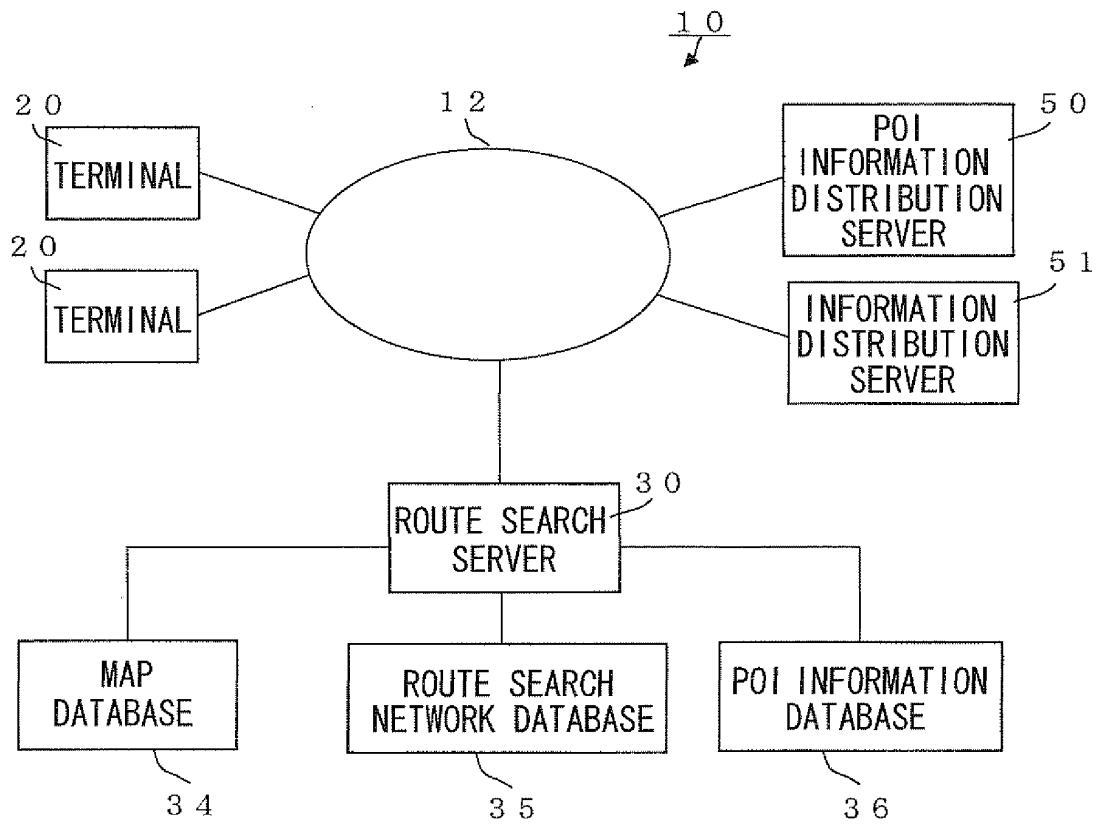 10
20
TERMINAL
12
50
POI
INFORMATION
DISTRIBUTION
SERVER
20
TERMINAL
51
INFORMATION
DISTRIBUTION
SERVER
30
ROUTE SEARCH
SERVER
MAP
DATABASE
34
ROUTE SEARCH
NETWORK DATABASE
35
POI INFORMATION
DATABASE
36